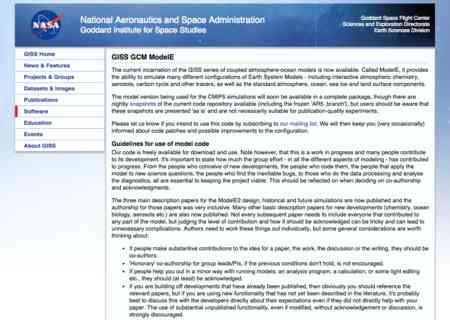 NASA
National Aeronautics and Space Administration
Goddard Institute for Space Studies
Goddard Space Flight Center
Sciences and Exploration Directorate
Earth Sciences Division
GISS Home
News & Features
Projects & Groups
Datasets & Images
Publications
Software
Education
Events
About GISS
GISS GCM ModelE
The current incarnation of the GISS series of coupled atmosphere-ocean models is now available. Called ModelE, it provides
the ability to simulate many different configurations of Earth System Models - including interactive atmospheric chemistry,
aerosols, carbon cycle and other tracers, as well as the standard atmosphere, ocean, sea ice and land surface components.
The model version being used for the CMIP5 simulations will soon be available in a complete package, though there are
nightly snapshots of the current code repository available (including the frozen 'AR5_branch'), but users should be aware that
these snapshots are presented 'as is' and are not necessarily suitable for publication-quality experiments.
Please let us know if you intend to use this code by subscribing to our mailing list. We will then keep you (very occasionally)
informed about code patches and possible improvements to the configuration.
Guidelines for use of model code
Our code is freely available for download and use. Note however, that this is a work in progress and many people contribute
to its development. It's important to state how much the group effort - in all the different aspects of modeling - has contributed
to progress. From the people who conceive of new developments, the people who code them, the people that apply the
model to new science questions, the people who find the inevitable bugs, to those who do the data processing and analyse
the diagnostics, all are essential to keeping the project viable. This should be reflected in when deciding on co-authorship
and acknowledgments.
The three main description papers for the ModelE2 design, historical and future simulations are now published and the
authorship for those papers was very inclusive. Many other basic description papers for new developments (chemistry, ocean
biology, aerosols etc.) are also now published. Not every subsequent paper needs to include everyone that contributed to
any part of the model, but judging the level of contribution and how it should be acknowledged can be tricky and can lead to
unnecessary complications. Authors need to work these things out individually, but some general considerations are worth
thinking about:
• If people make substantive contributions to the idea for a paper, the work, the discussion or the writing, they should be
co-authors.
• 'Honorary' co-authorship for group leads/PIs, if the previous conditions don't hold, is not encouraged.
• If people help you out in a minor way with running models, an analysis program, a calculation, or some light editing
etc., they should (at least) be acknowledged.
• If you are building off developments that have already been published, then obviously you should reference the
relevant papers, but if you are using new functionality that has not yet been described in the literature, it's probably
best to discuss this with the developers directly about their expectations even if they did not directly help with your
paper. The use of substantial unpublished functionality, even if modified, without acknowledgement or discussion, is
strongly discouraged.